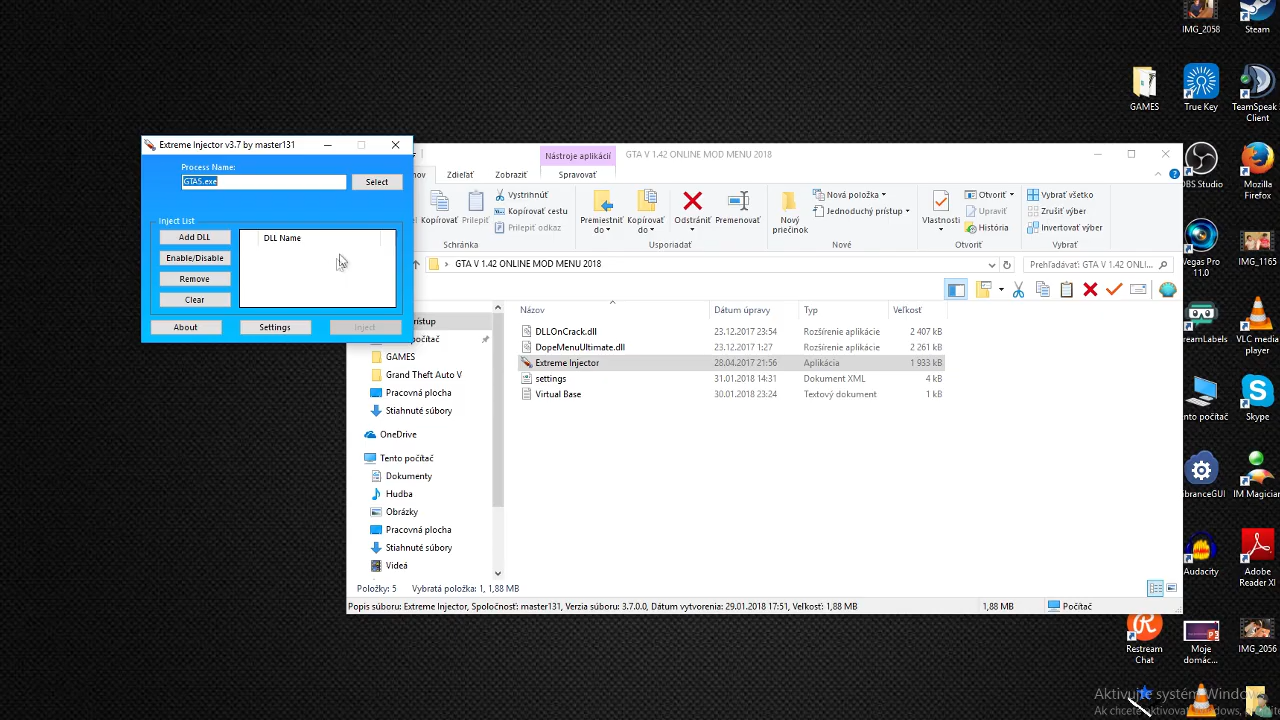 IMG_2058
Steam
GAMES
True Key
TeamSpeak
Client
Extreme Injector v3.7 by master131
Process Name:
GTA5.exe
Select
Inject List
Add DLL
Enable/Disable
Remove
Clear
DLL Name
About
Settings
Inject
Nástroje aplikácií
GTA V 1.42 ONLINE MOD MENU 2018
Zdieľať
Zobraziť
Spravovať
Kopírovať
Prilepiť
Vystrihnúť
Kopírovať cestu
Prilepiť odkaz
Schránka
Premiestniť
do
Kopírovať
do
Odstrániť
Premenovať
Usporiadať
Nový
priečinok
Nová položka
Jednoduchý prístup
Nové
Vlastnosti
Otvoriť
Upraviť
História
Otvoriť
Vybrať všetko
Zrušiť výber
Invertovať výber
Vybrať
GTA V 1.42 ONLINE MOD MENU 2018
Prehľadávať: GTA V 1.42 ONLI...
Názov
Dátum úpravy
Typ
Veľkosť
DLLOnCrack.dll 23.12.2017 23:54 Rozšírenie aplikácie 2 407 kB
DopeMenuUltimate.dll 23.12.2017 1:27 Rozšírenie aplikácie 2 261 kB
Extreme Injector 28.04.2017 21:56 Aplikácia 1 933 kB
settings 31.01.2018 14:31 Dokument XML 4 kB
Virtual Base 30.01.2018 23:24 Textový dokument 1 kB
GAMES
Grand Theft Auto V
Pracovná plocha
Stiahnuté súbory
OneDrive
Tento počítač
Dokumenty
Hudba
Obrázky
Pracovná plocha
Stiahnuté súbory
Videá
Položky: 5
Vybratá položka: 1, 1,88 MB
Popis súboru: Extreme Injector, Spoločnosť: master131, Verzia súboru: 3.7.0.0, Dátum vytvorenia: 29.01.2018 17:51, Veľkosť: 1,88 MB
1,88 MB
Počítač
OBS Studio
Mozilla
Firefox
Vegas Pro
11.0
IMG_1165
VLC media
player
Skype
IM Magician
Audacity
Adobe
Reader XI
Restream
Chat
Moje
domác...
IMG_2056